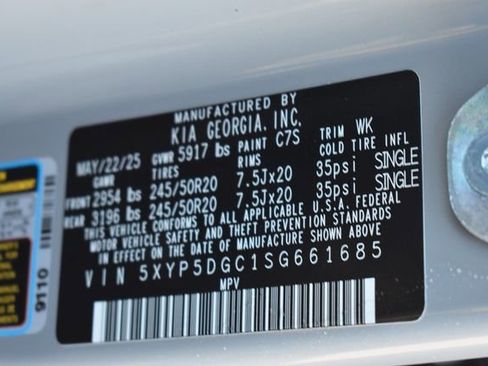 MANUFACTURED BY
KIA GEORGIA, INC.
MAY/22/25 GVWR 5917 lbs PAINT C7S TRIM WK
GAWR TIRES RIMS COLD TIRE INFL
FRONT 2954 lbs 245/50R20 7.5Jx20 35psi SINGLE
REAR 3196 lbs 245/50R20 7.5Jx20 35psi SINGLE
THIS VEHICLE CONFORMS TO ALL APPLICABLE U.S.A. FEDERAL
MOTOR VEHICLE SAFETY AND THEFT PREVENTION STANDARDS
IN EFFECT ON THE DATE OF MANUFACTURE SHOWN ABOVE.
VIN 5XYP5DGC1SG661685
MPV
9110